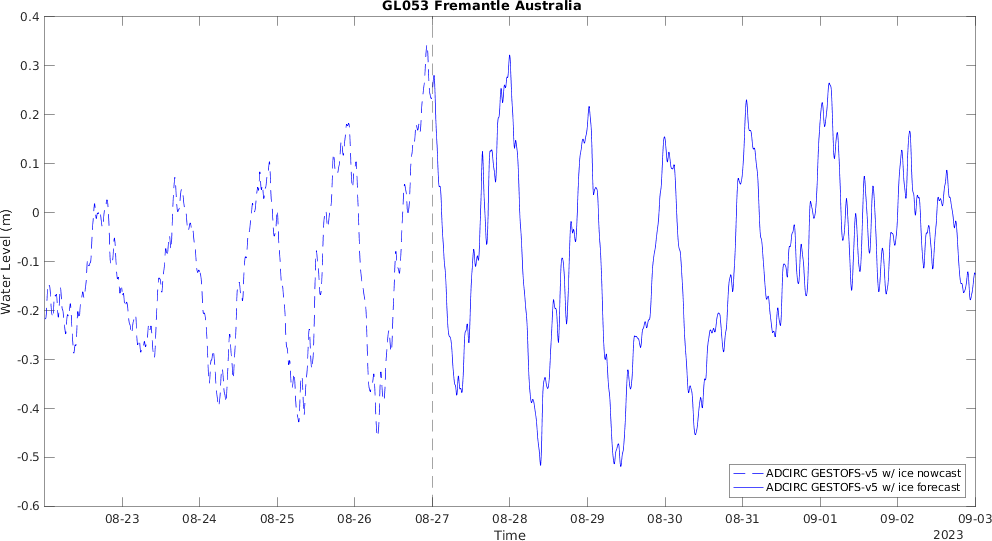 GL053 Fremantle Australia
0.4
0.3
0.2
0.1
0
-0.1
-0.2
-0.3
-0.4
-0.5
-0.6
Water Level (m)
ADCIRC GESTOFS-v5 w/ ice nowcast
ADCIRC GESTOFS-v5 w/ ice forecast
08-23 08-24 08-25 08-26 08-27 08-28 08-29 08-30 08-31 09-01 09-02 09-03
Time
2023